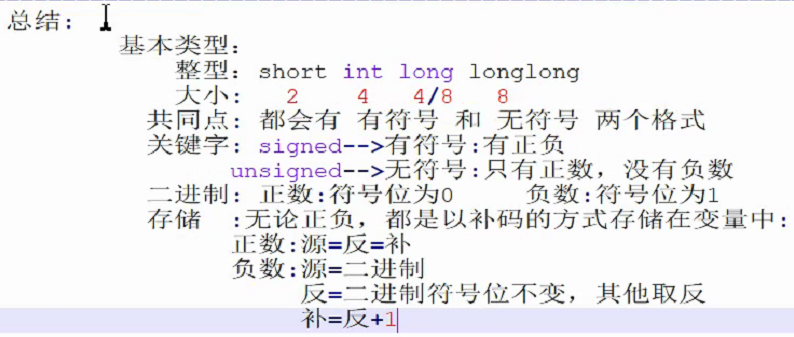 总结:
基本类型:
整型: short int long longlong
大小: 2 4 4/8 8
共同点: 都会有 有符号 和 无符号 两个格式
关键字: signed-->有符号:有正负
unsigned-->无符号:只有正数, 没有负数
二进制: 正数:符号位为0 负数:符号位为1
存储 :无论正负, 都是以补码的方式存储在变量中:
正数:源=反=补
负数:源=二进制
反=二进制符号位不变, 其他取反
补=反+1